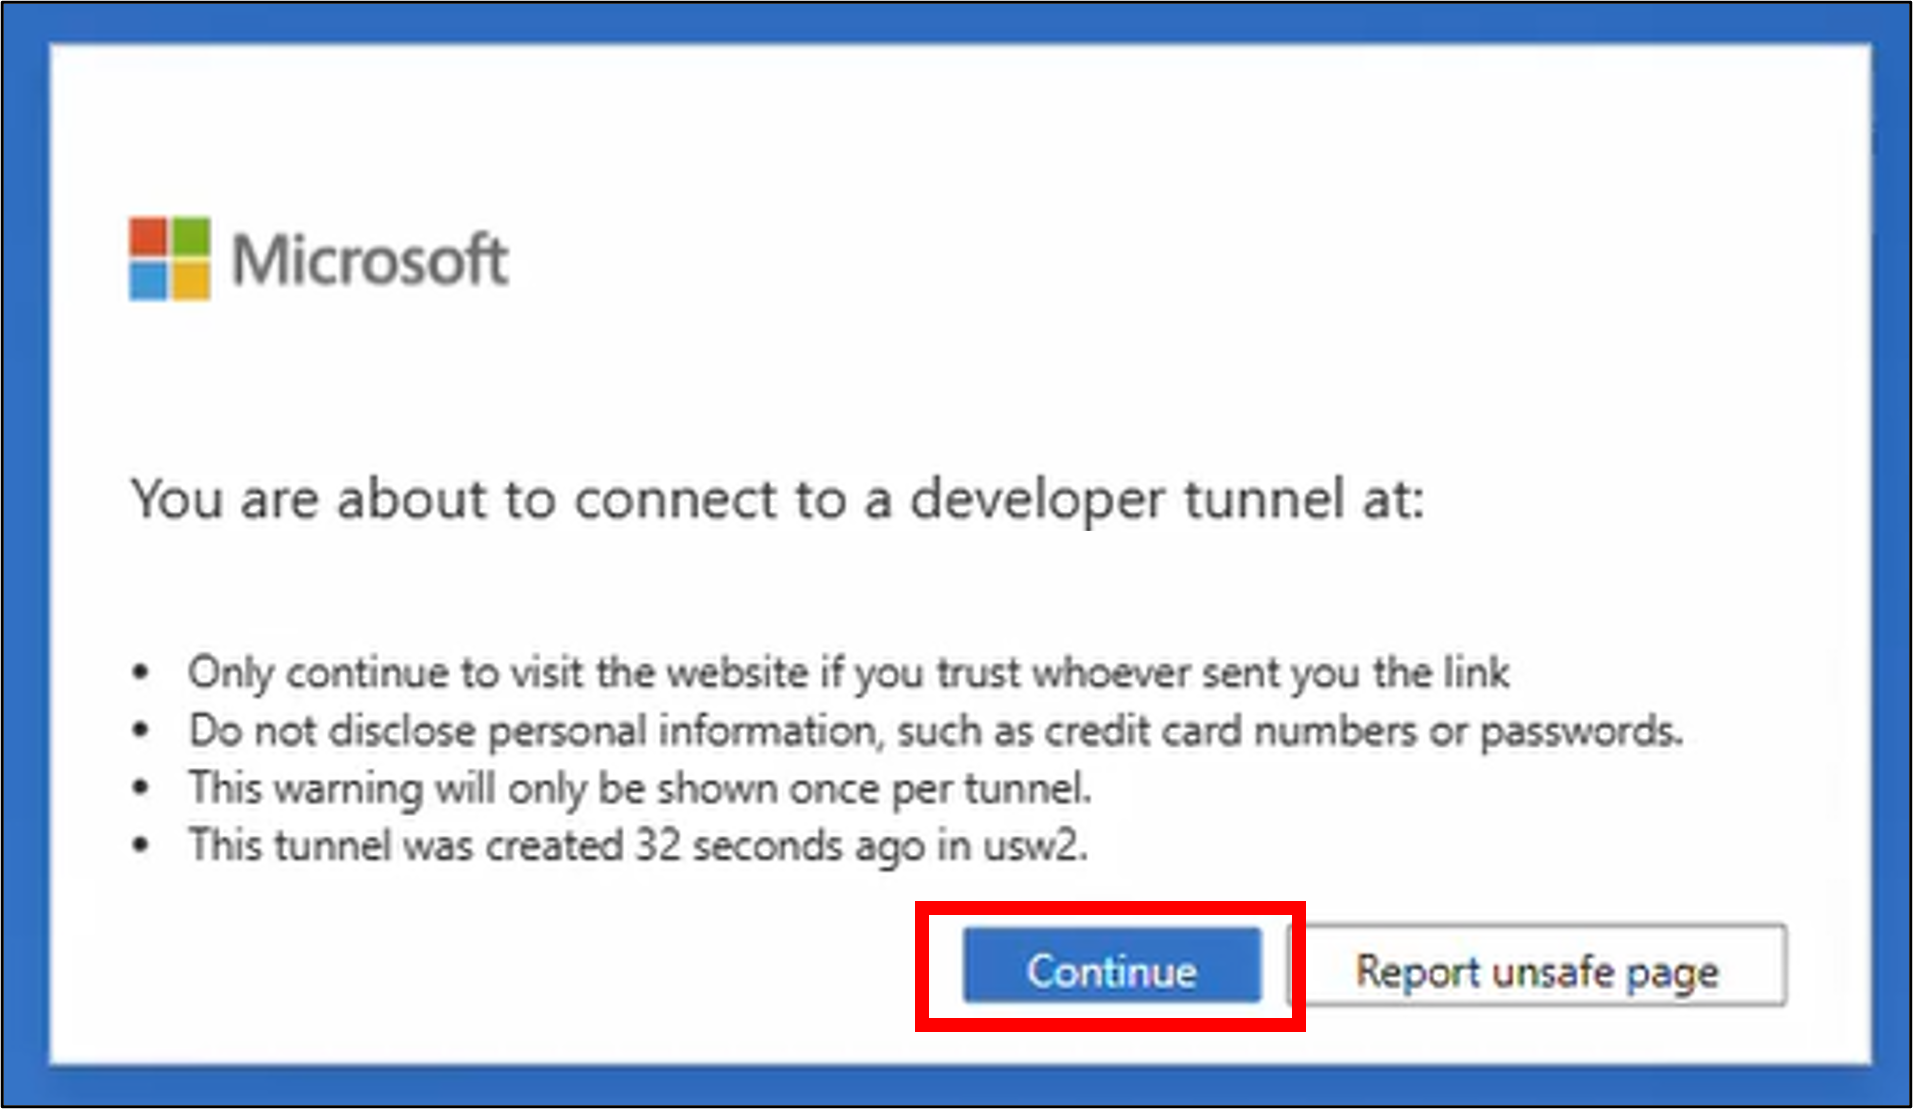 Microsoft
You are about to connect to a developer tunnel at:
• Only continue to visit the website if you trust whoever sent you the link
• Do not disclose personal information, such as credit card numbers or passwords.
• This warning will only be shown once per tunnel.
• This tunnel was created 32 seconds ago in usw2.
Continue
Report unsafe page